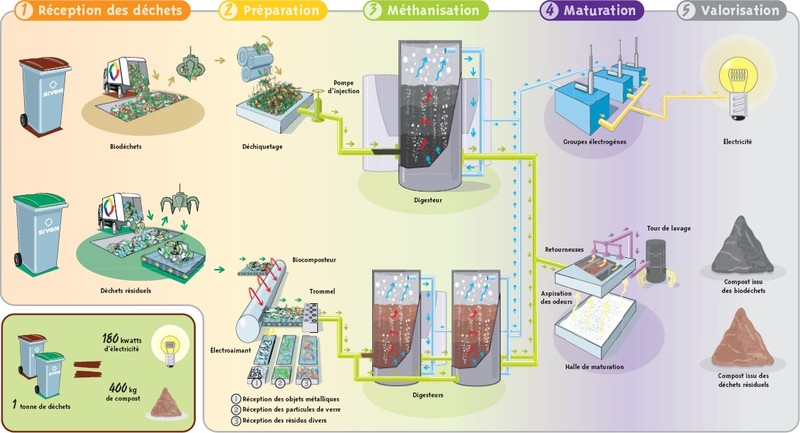 1 Réception des déchets
2 Préparation
3 Méthanisation
4 Maturation
5 Valorisation
SIVOM
Biodéchets
Déchiquetage
Pompe
d'injection
Digesteur
Groupes électrogènes
Électricité
SIVOM
Déchets résiduels
Biocomposteur
Trommel
Électroaimant
1 2 3
1 Réception des objets métalliques
2 Réception des particules de verre
3 Réception des résidus divers
Digesteurs
Retourneuses
Tour de lavage
Aspiration
des odeurs
Halle de maturation
Compost issu
des biodéchets
Compost issu des
déchets résiduels
1 tonne de déchets
=
180 kwatts
d'électricité
400 kg
de compost